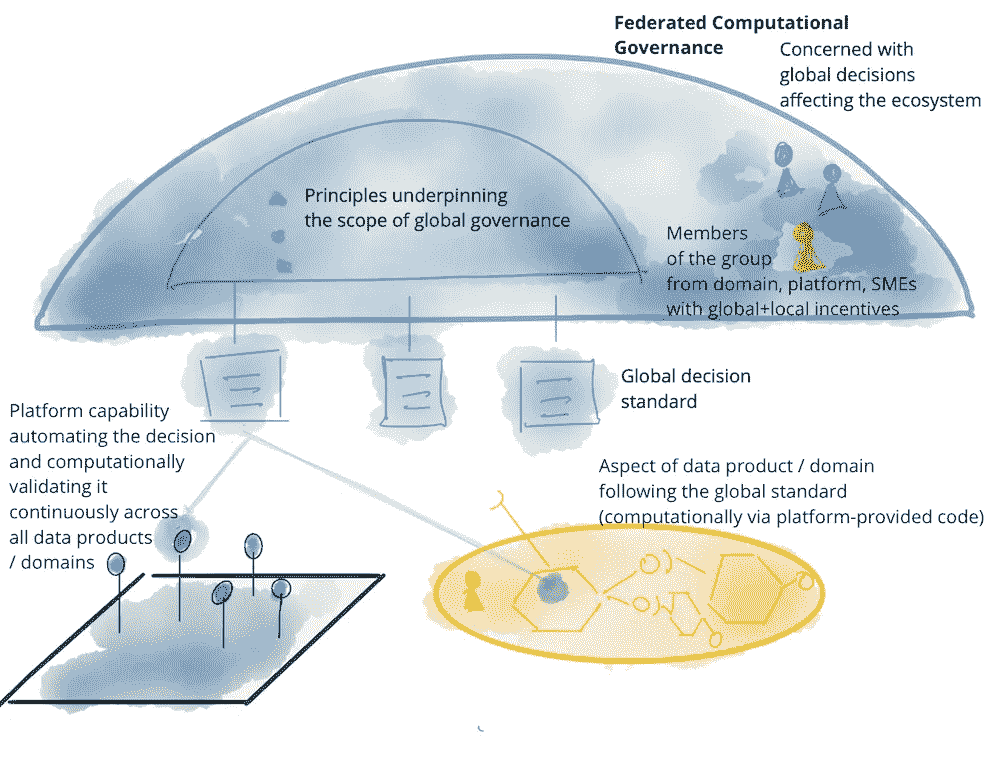 Federated Computational
Governance
Concerned with
global decisions
affecting the ecosystem
Principles underpinning
the scope of global governance
Members
of the group
from domain, platform, SMEs
with global+local incentives
Global decision
standard
Platform capability
automating the decision
and computationally
validating it
continuously across
all data products
/ domains
Aspect of data product / domain
following the global standard
(computationally via platform-provided code)